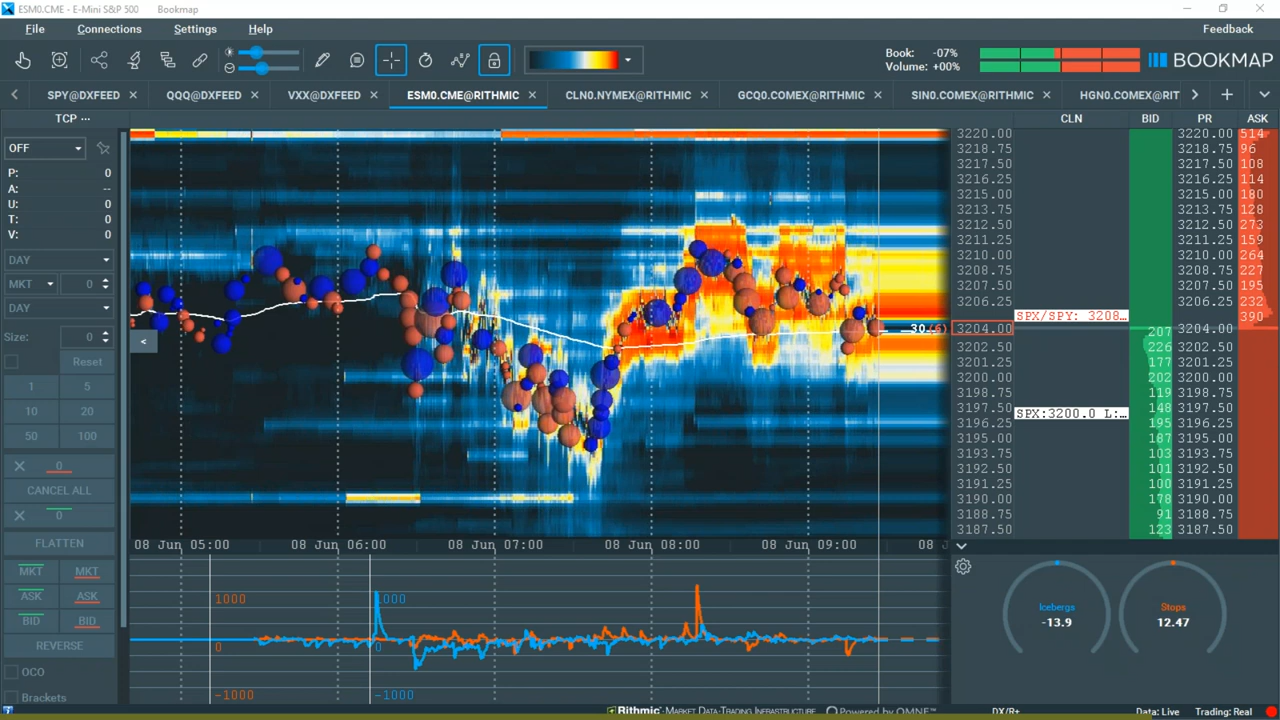 ESM0.CME - E-Mini S&P 500 Bookmap
File Connections Settings Help Feedback
Book: -07%
Volume: +00%
BOOKMAP
SPY@DXFEED QQQ@DXFEED VXX@DXFEED ESM0.CME@RITHMIC CLN0.NYMEX@RITHMIC GCQ0.COMEX@RITHMIC SIN0.COMEX@RITHMIC HGN0.COMEX@RIT
TCP ...
OFF
P: 0
A: --
U: 0
T: 0
V: 0
DAY
MKT 0
DAY
Size: 0
Reset
1 5
10 20
50 100
0
CANCEL ALL
0
FLATTEN
MKT MKT
ASK ASK
BID BID
REVERSE
OCO
Brackets
<
30(6)
08 Jun 05:00 08 Jun 06:00 08 Jun 07:00 08 Jun 08:00 08 Jun 09:00 08 J
1000 1000
0 0
-1000 -1000
CLN BID PR ASK
3220.00 3220.00 514
3218.75 3218.75 96
3217.50 3217.50 108
3216.25 3216.25 114
3215.00 3215.00 180
3213.75 3213.75 128
3212.50 3212.50 273
3211.25 3211.25 159
3210.00 3210.00 264
3208.75 3208.75 227
3207.50 3207.50 195
3206.25 3206.25 232
SPX/SPY: 3208... 390
3204.00 207 3204.00
3202.50 226 3202.50
3201.25 177 3201.25
3200.00 202 3200.00
3198.75 119 3198.75
3197.50 SPX:3200.0 L:... 148 3197.50
3196.25 195 3196.25
3195.00 187 3195.00
3193.75 103 3193.75
3192.50 101 3192.50
3191.25 100 3191.25
3190.00 178 3190.00
3188.75 91 3188.75
3187.50 123 3187.50
Icebergs
-13.9
Stops
12.47
Rithmic - MARKET DATA-TRADING INFRASTRUCTURE Powered by OMNE™ DX/R+ Data: Live Trading: Real